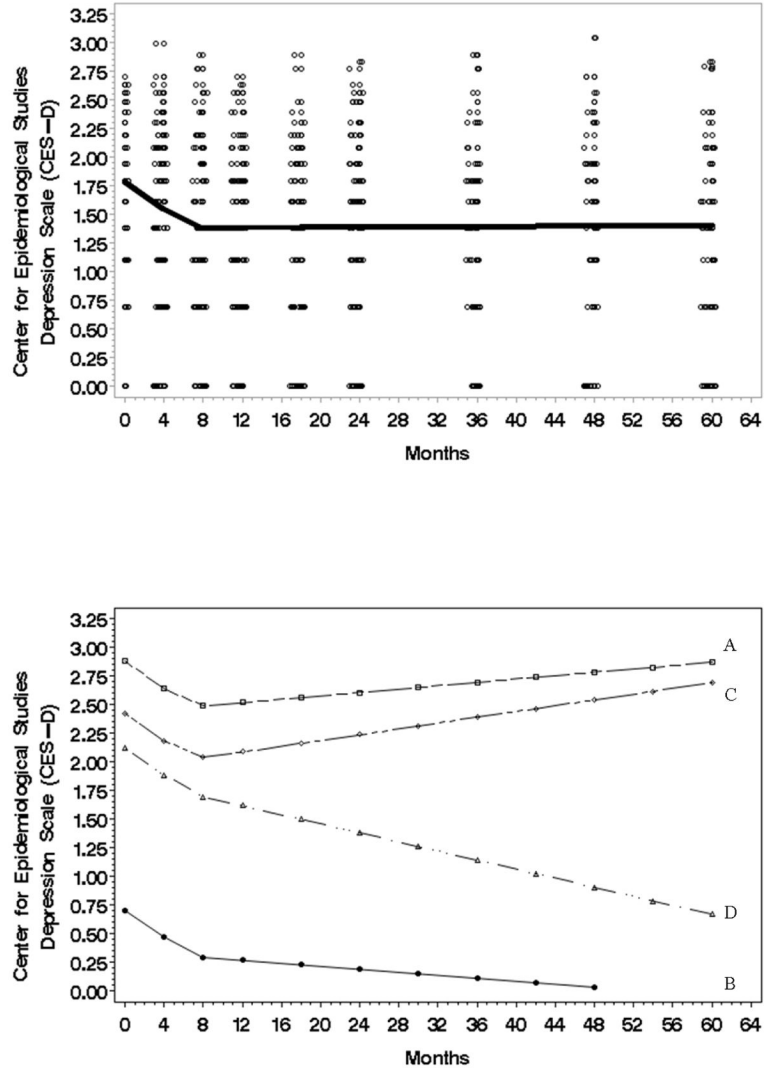 Center for Epidemiological Studies
Depression Scale (CES-D)
3.25
3.00
2.75
2.50
2.25
2.00
1.75
1.50
1.25
1.00
0.75
0.50
0.25
0.00
0 4 8 12 16 20 24 28 32 36 40 44 48 52 56 60 64
Months
Center for Epidemiological Studies
Depression Scale (CES-D)
3.25
3.00
2.75
2.50
2.25
2.00
1.75
1.50
1.25
1.00
0.75
0.50
0.25
0.00
A
C
D
B
0 4 8 12 16 20 24 28 32 36 40 44 48 52 56 60 64
Months